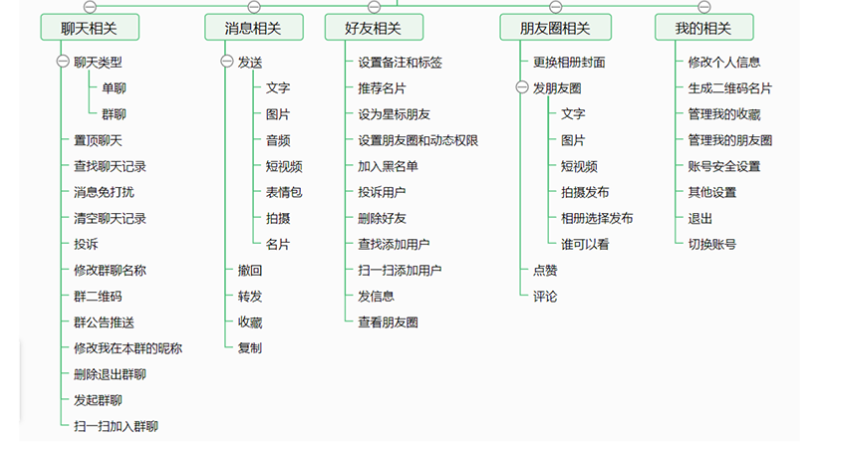 聊天相关
聊天类型
单聊
群聊
置顶聊天
查找聊天记录
消息免打扰
清空聊天记录
投诉
修改群聊名称
群二维码
群公告推送
修改我在本群的昵称
删除退出群聊
发起群聊
扫一扫加入群聊
消息相关
发送
文字
图片
音频
短视频
表情包
拍摄
名片
撤回
转发
收藏
复制
好友相关
设置备注和标签
推荐名片
设为星标朋友
设置朋友圈和动态权限
加入黑名单
投诉用户
删除好友
查找添加用户
扫一扫添加用户
发信息
查看朋友圈
朋友圈相关
更换相册封面
发朋友圈
文字
图片
短视频
拍摄发布
相册选择发布
谁可以看
点赞
评论
我的相关
修改个人信息
生成二维码名片
管理我的收藏
管理我的朋友圈
账号安全设置
其他设置
退出
切换账号